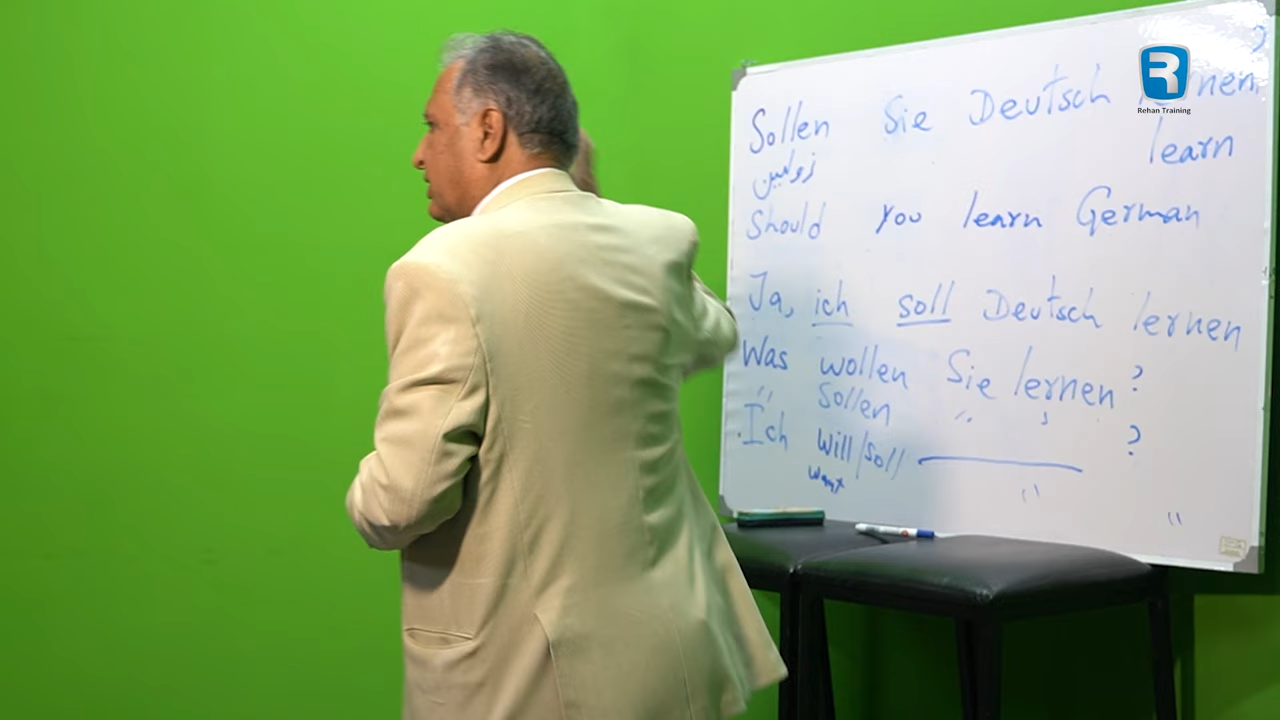 Sollen Sie Deutsch lernen ?
زولین
learn
Should you learn German
Ja, ich soll Deutsch lernen
Was wollen Sie lernen ?
" Sollen " " ?
Ich will/soll
want " "
R
Rehan Training